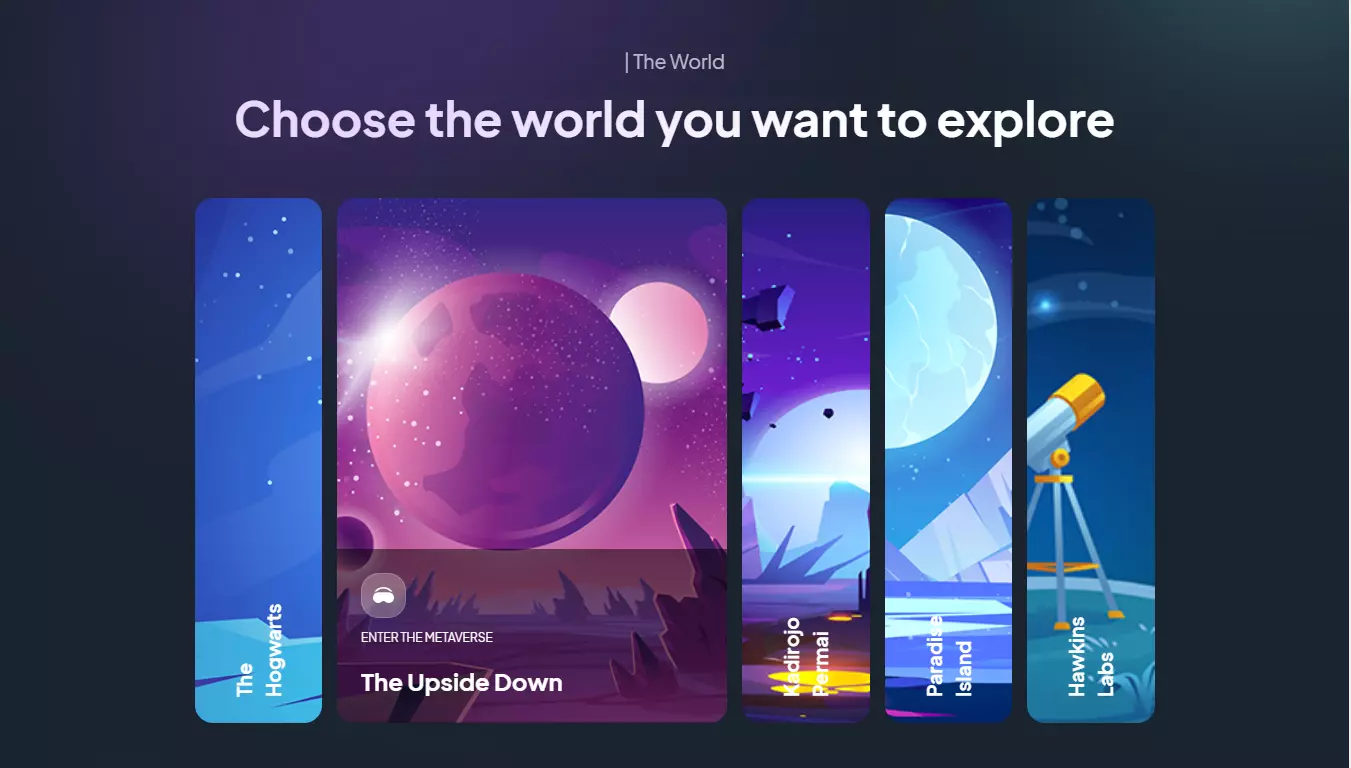 | The World
Choose the world you want to explore
The
Hogwarts
ENTER THE METAVERSE
The Upside Down
Kadirojo
Permai
Paradise
Island
Hawkins
Labs